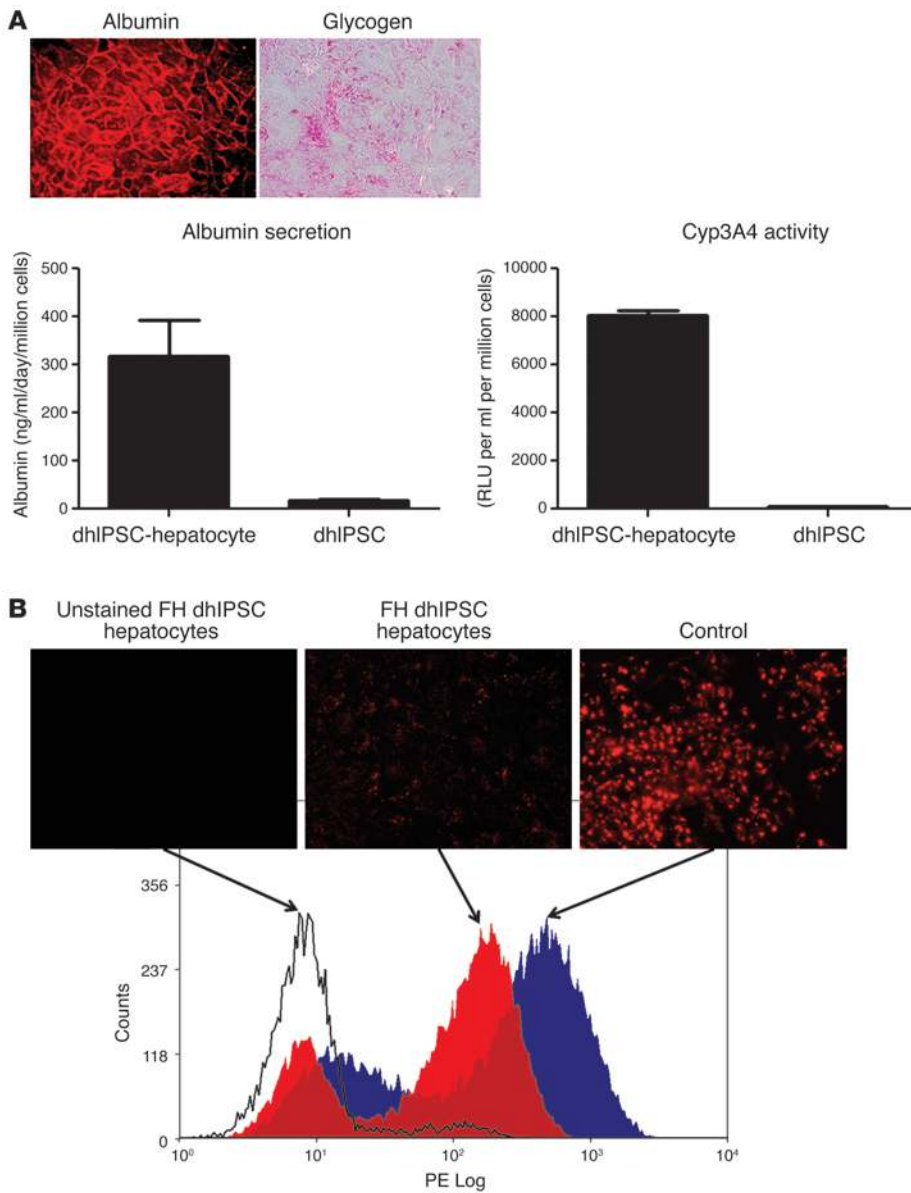 A
Albumin
Glycogen
Albumin secretion
Albumin (ng/ml/day/million cells)
500
400
300
200
100
0
dhIPSC-hepatocyte
dhIPSC
Cyp3A4 activity
(RLU per ml per million cells)
10000
8000
6000
4000
2000
0
dhIPSC-hepatocyte
dhIPSC
B
Unstained FH dhIPSC
hepatocytes
FH dhIPSC
hepatocytes
Control
Counts
356
237
118
0
10⁰
10¹
10²
10³
10⁴
PE Log